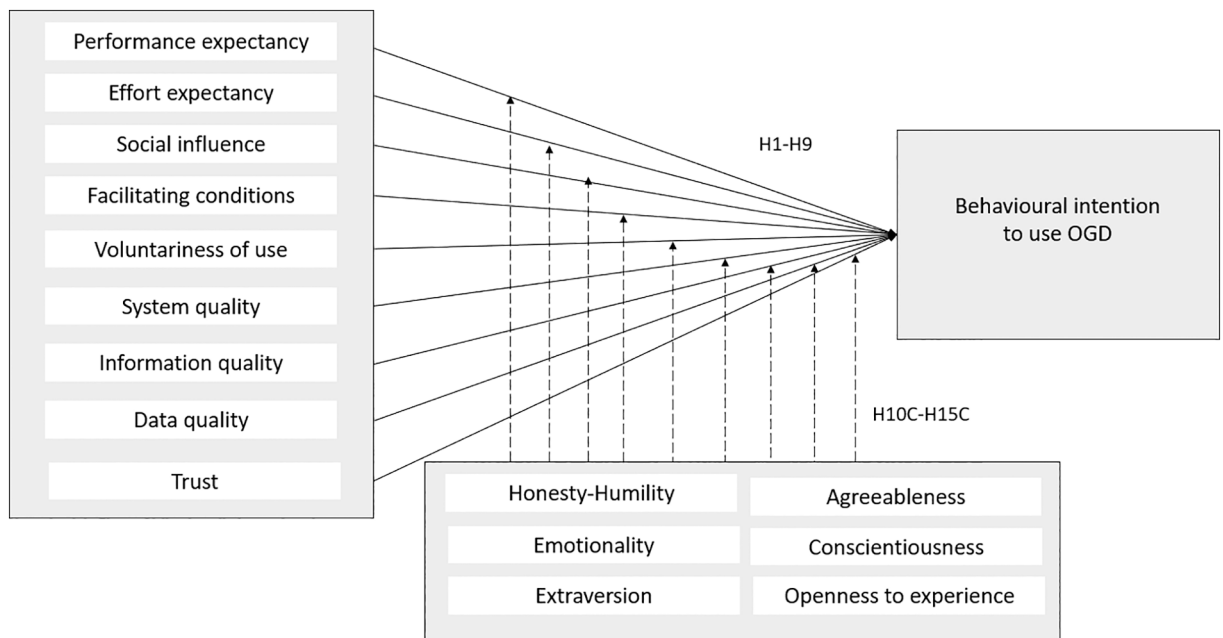 Performance expectancy
Effort expectancy
Social influence
Facilitating conditions
Voluntariness of use
System quality
Information quality
Data quality
Trust
H1-H9
Behavioural intention
to use OGD
H10C-H15C
Honesty-Humility
Agreeableness
Emotionality
Conscientiousness
Extraversion
Openness to experience